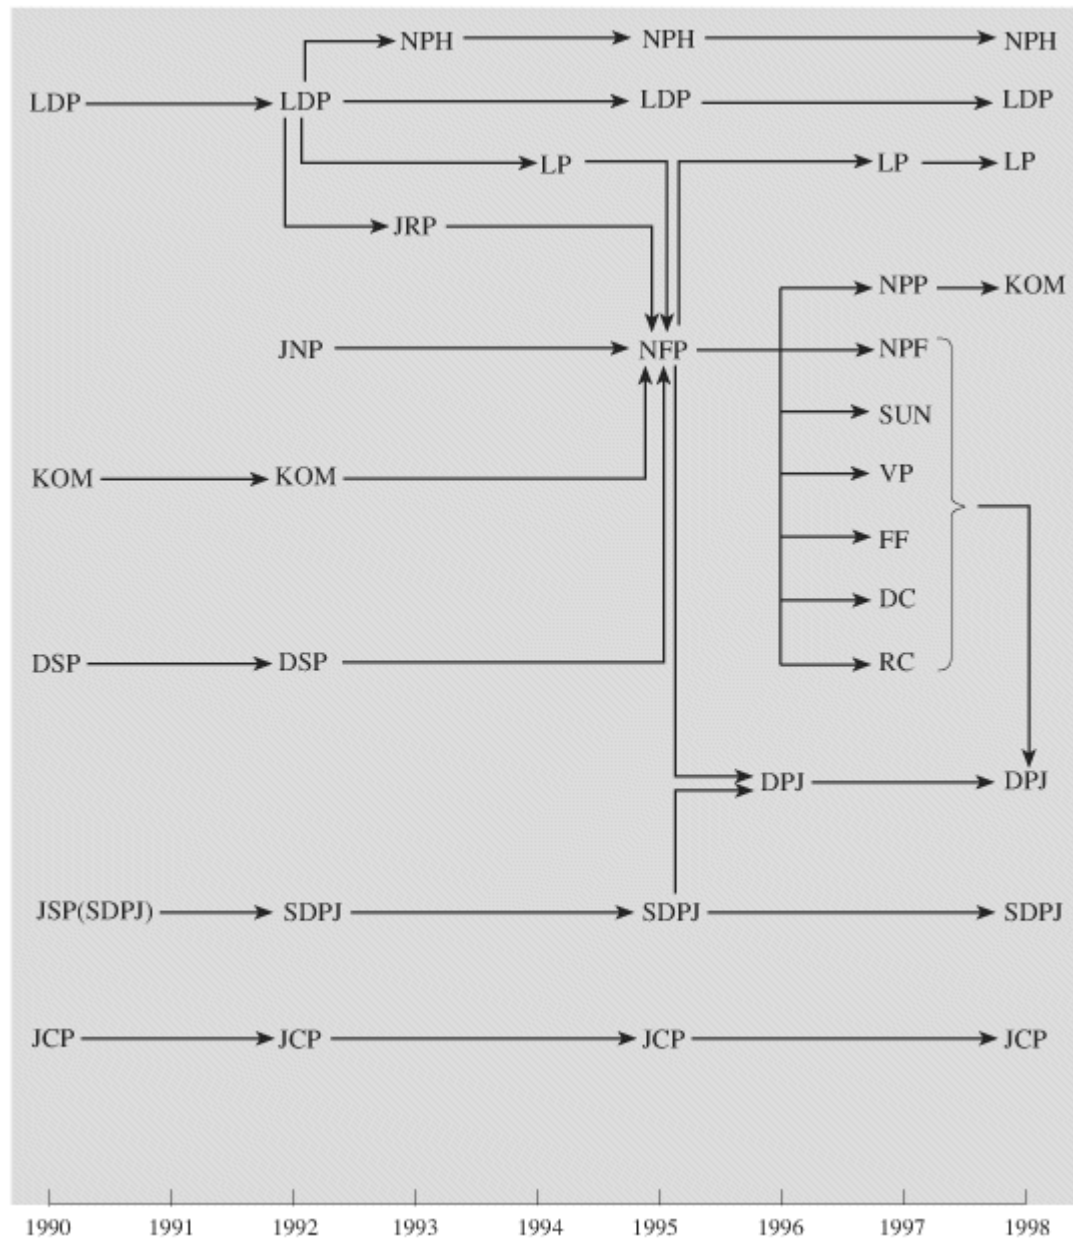 NPH NPH NPH
LDP LDP LDP LDP
LP LP LP
JRP
NPP KOM
JNP NFP NPF
SUN
KOM KOM VP
FF
DC
DSP DSP RC
DPJ DPJ
JSP(SDPJ) SDPJ SDPJ SDPJ
JCP JCP JCP JCP
1990 1991 1992 1993 1994 1995 1996 1997 1998